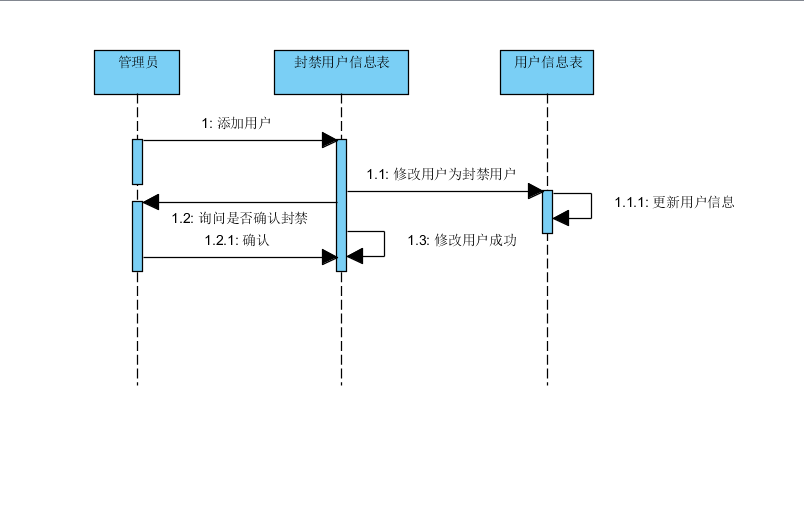 管理员
封禁用户信息表
用户信息表
1: 添加用户
1.1: 修改用户为封禁用户
1.1.1: 更新用户信息
1.2: 询问是否确认封禁
1.2.1: 确认
1.3: 修改用户成功